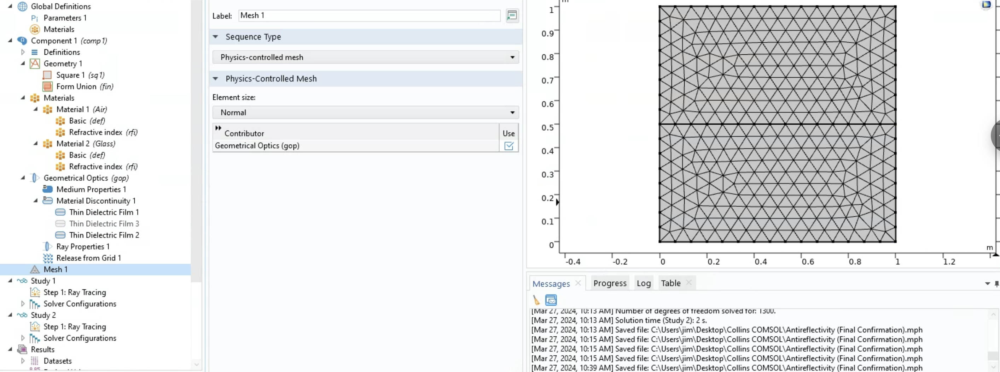 Global Definitions
Pi Parameters 1
Materials
Component 1 (comp1)
Definitions
Geometry 1
Square 1 (sq1)
Form Union (fin)
Materials
Material 1 (Air)
Basic (def)
Refractive index (rfi)
Material 2 (Glass)
Basic (def)
Refractive index (rfi)
Geometrical Optics (gop)
Medium Properties 1
Material Discontinuity 1
Thin Dielectric Film 1
Thin Dielectric Film 3
Thin Dielectric Film 2
Ray Properties 1
Release from Grid 1
Mesh 1
Study 1
Step 1: Ray Tracing
Solver Configurations
Study 2
Step 1: Ray Tracing
Solver Configurations
Results
Datasets
Label: Mesh 1
Sequence Type
Physics-controlled mesh
Physics-Controlled Mesh
Element size:
Normal
Contributor Use
Geometrical Optics (gop)
m
1
0.9
0.8
0.7
0.6
0.5
0.4
0.3
0.2
0.1
0
m
-0.4 -0.2 0 0.2 0.4 0.6 0.8 1 1.2
Messages Progress Log Table
[Mar 27, 2024, 10:13 AM] Number of degrees of freedom solved for: 1300.
[Mar 27, 2024, 10:13 AM] Solution time (Study 2): 2 s.
[Mar 27, 2024, 10:13 AM] Saved file: C:\Users\jim\Desktop\Collins COMSOL\Antireflectivity (Final Confirmation).mph
[Mar 27, 2024, 10:15 AM] Saved file: C:\Users\jim\Desktop\Collins COMSOL\Antireflectivity (Final Confirmation).mph
[Mar 27, 2024, 10:15 AM] Saved file: C:\Users\jim\Desktop\Collins COMSOL\Antireflectivity (Final Confirmation).mph
[Mar 27, 2024, 10:15 AM] Saved file: C:\Users\jim\Desktop\Collins COMSOL\Antireflectivity (Final Confirmation).mph
[Mar 27, 2024, 10:39 AM] Saved file: C:\Users\jim\Desktop\Collins COMSOL\Antireflectivity (Final Confirmation).mph